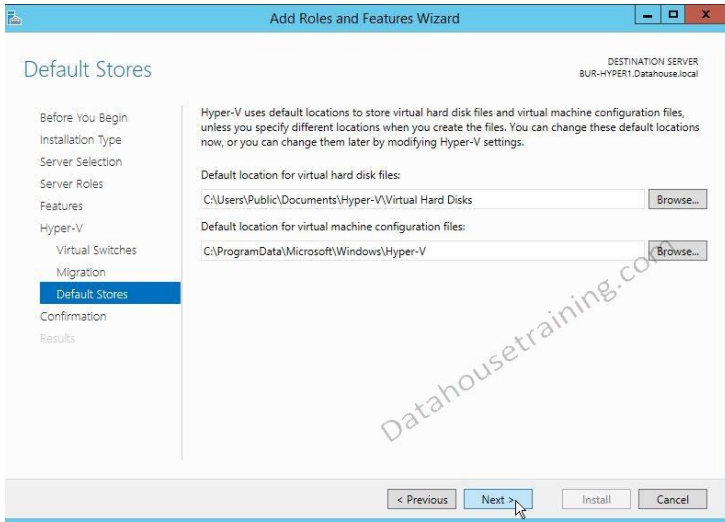 Add Roles and Features Wizard
x
Default Stores
DESTINATION SERVER
BUR-HYPER1.Datahouse.local
Before You Begin
Installation Type
Server Selection
Server Roles
Features
Hyper-V
Virtual Switches
Migration
Default Stores
Confirmation
Results
Hyper-V uses default locations to store virtual hard disk files and virtual machine configuration files,
unless you specify different locations when you create the files. You can change these default locations
now, or you can change them later by modifying Hyper-V settings.
Default location for virtual hard disk files:
C:\Users\Public\Documents\Hyper-V\Virtual Hard Disks
Browse...
Default location for virtual machine configuration files:
C:\ProgramData\Microsoft\Windows\Hyper-V
Browse...
Datahousetraining.com
< Previous
Next >
Install
Cancel